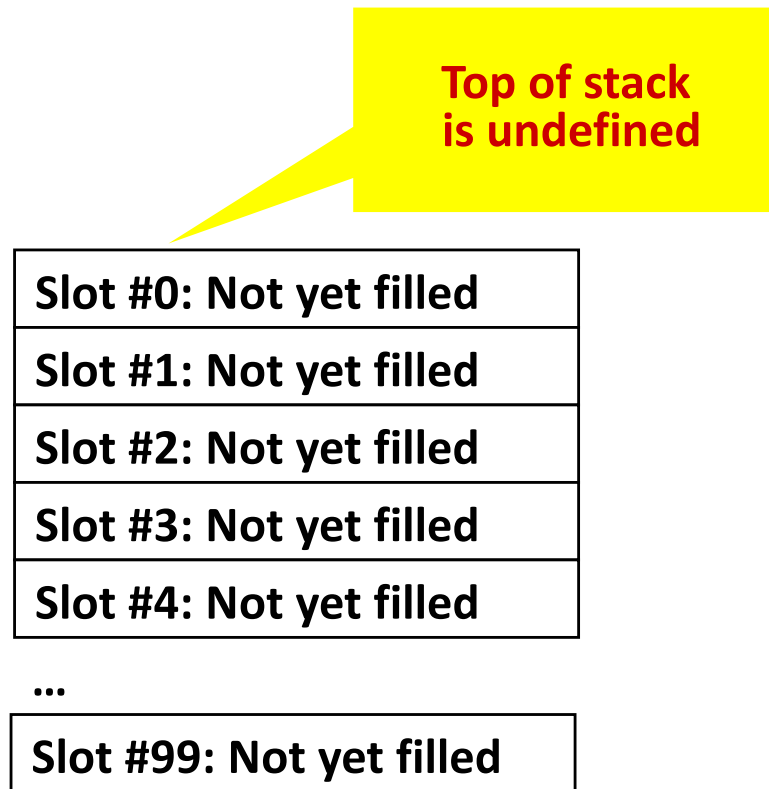 Top of stack
is undefined
Slot #0: Not yet filled
Slot #1: Not yet filled
Slot #2: Not yet filled
Slot #3: Not yet filled
Slot #4: Not yet filled
…
Slot #99: Not yet filled